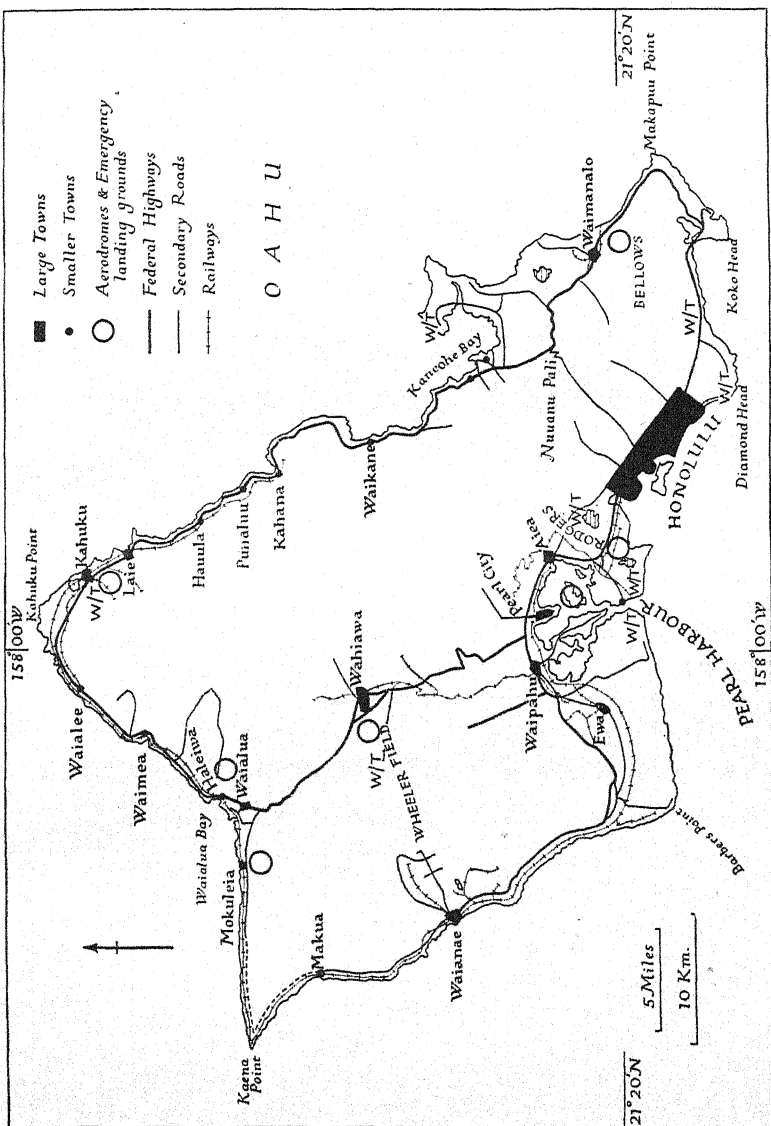 158°00'W
21°20'N
Large Towns
Smaller Towns
Aerodromes & Emergency
landing grounds
Federal Highways
Secondary Roads
Railways
OAHU
Kahuku Point
Kahuku
W/T
Laie
Hauula
Punaluu
Kahana
Waikane
Waialee
Waimea
Haleiwa
Waialua Bay
Waialua
Mokuleia
Kaena
Point
Makua
Waianae
Wahiawa
W/T
WHEELER FIELD
Kaneohe Bay
W/T
Nuuanu Pali
Waimanalo
BELLOWS
Makapuu Point
Koko Head
W/T
W/T
Diamond Head
HONOLULU
W/T
RODGERS
Aiea
Pearl City
Waipahu
Ewa
W/T
W/T
PEARL HARBOUR
Barbers Point
5 Miles
10 Km.
21°20'N
158°00'W